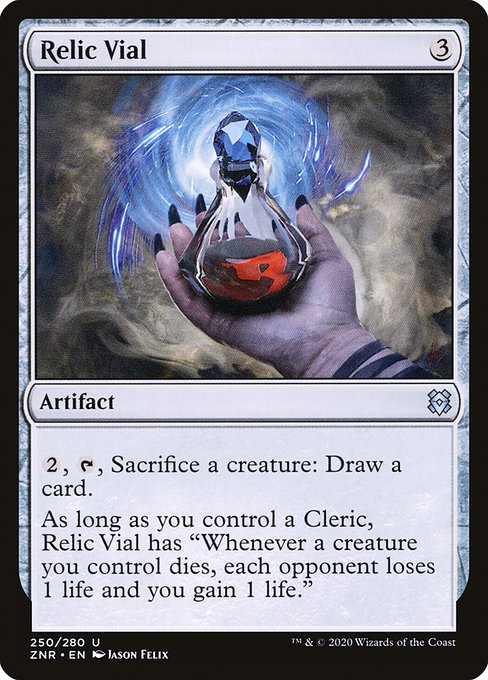 Relic Vial 3
Artifact
2, T, Sacrifice a creature: Draw a
card.
As long as you control a Cleric,
Relic Vial has “Whenever a creature
you control dies, each opponent loses
1 life and you gain 1 life.”
250/280 U
ZNR • EN Jason Felix
™ & © 2020 Wizards of the Coast